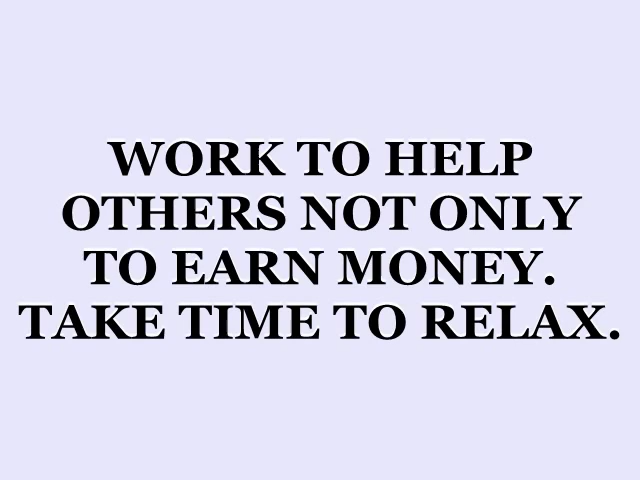 WORK TO HELP
OTHERS NOT ONLY
TO EARN MONEY.
TAKE TIME TO RELAX.